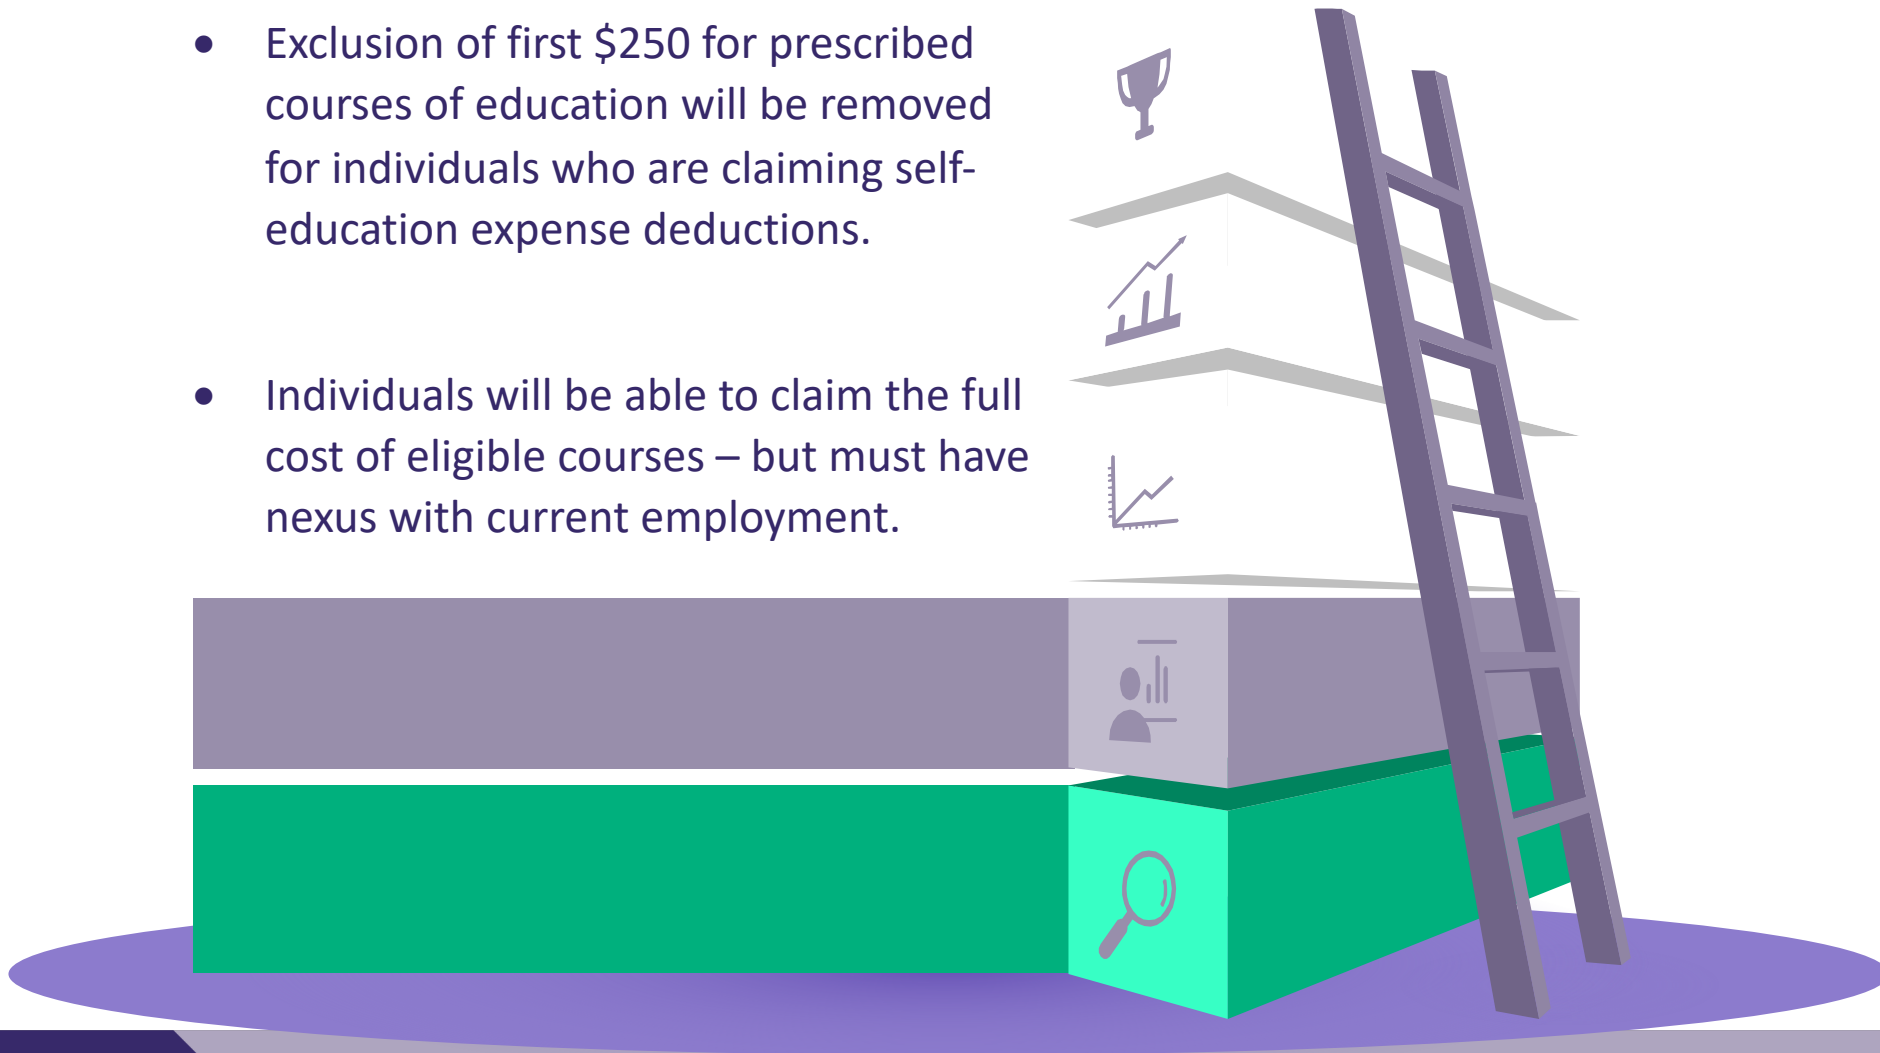 • Exclusion of first $250 for prescribed
courses of education will be removed
for individuals who are claiming self-
education expense deductions.
• Individuals will be able to claim the full
cost of eligible courses – but must have
nexus with current employment.